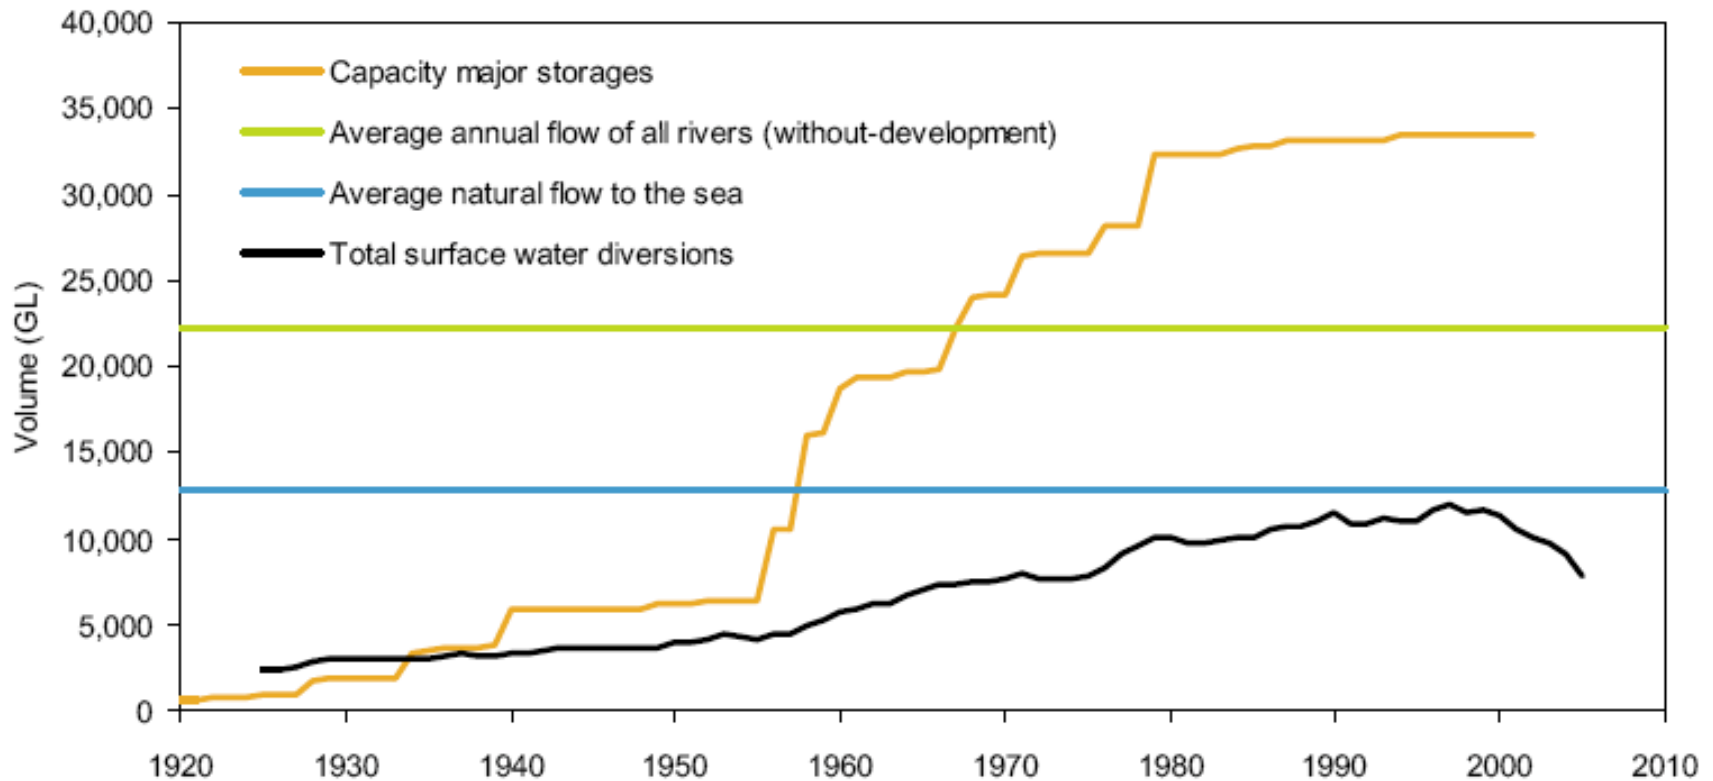 40,000
35,000
30,000
25,000
20,000
15,000
10,000
5,000
0
Volume (GL)
Capacity major storages
Average annual flow of all rivers (without-development)
Average natural flow to the sea
Total surface water diversions
1920 1930 1940 1950 1960 1970 1980 1990 2000 2010